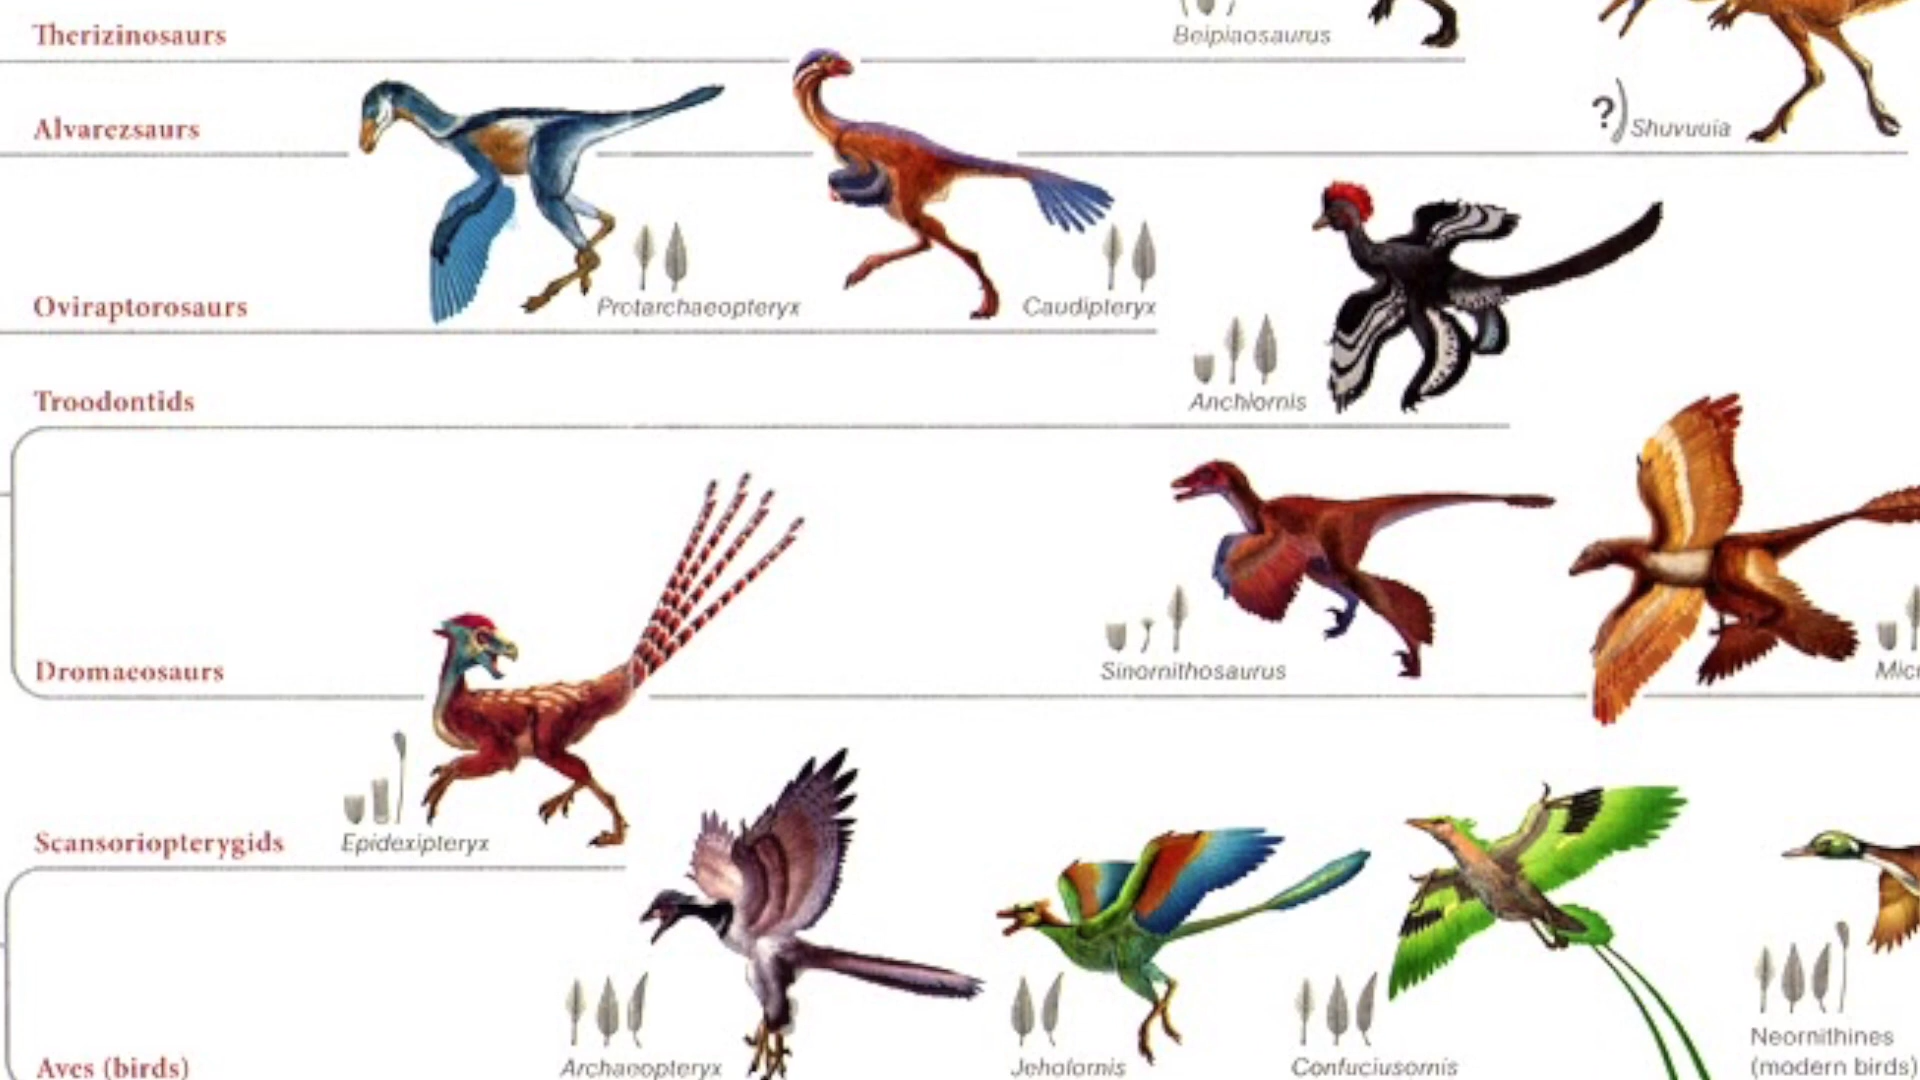 Therizinosaurs
Beipiaosaurus
Alvarezsaurs
?
Shuvuuia
Oviraptorosaurs
Protarchaeopteryx
Caudipteryx
Troodontids
Anchiornis
Dromaeosaurs
Sinornithosaurus
Micr
Scansoriopterygids
Epidexipteryx
Aves (birds)
Archaeopteryx
Jeholornis
Confuciusornis
Neornithines
(modern birds)